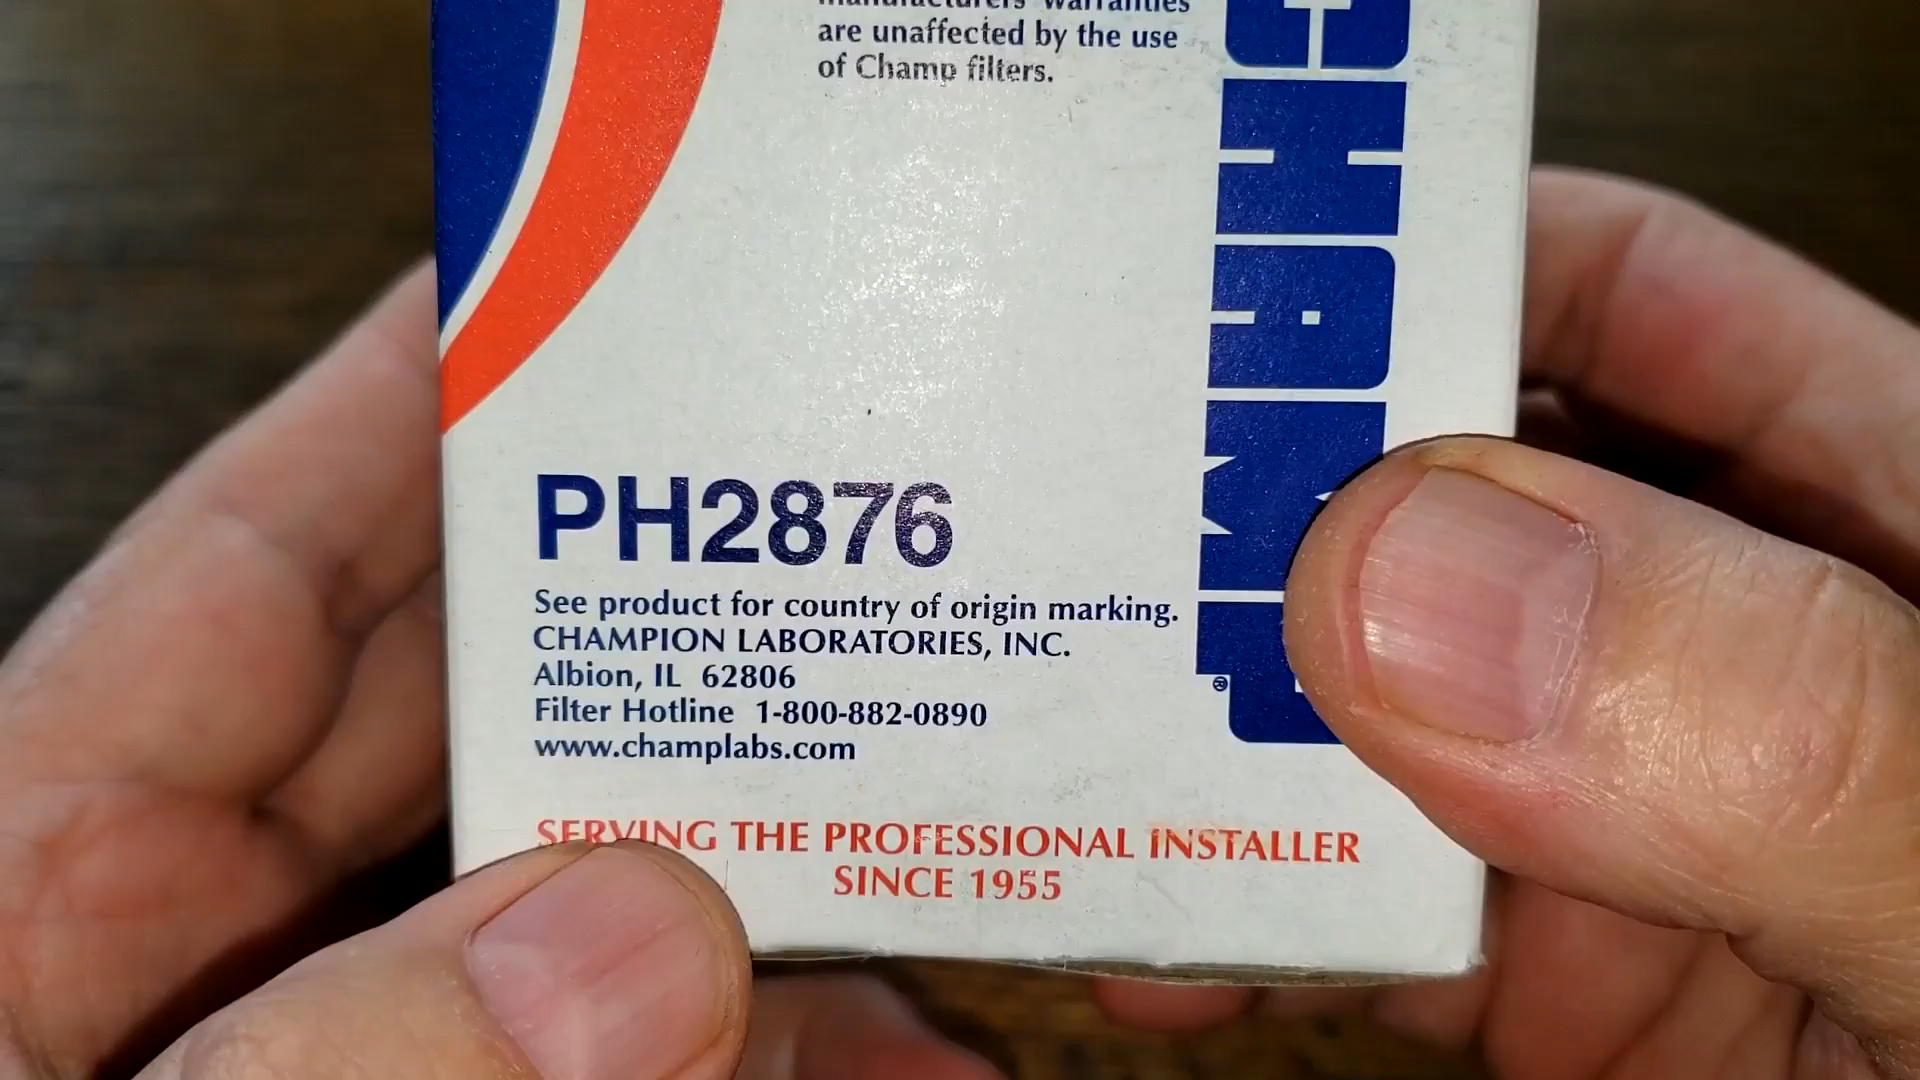 manufacturers' warranties
are unaffected by the use
of Champ filters.
CHAMP
®
PH2876
See product for country of origin marking.
CHAMPION LABORATORIES, INC.
Albion, IL 62806
Filter Hotline 1-800-882-0890
www.champlabs.com
SERVING THE PROFESSIONAL INSTALLER
SINCE 1955